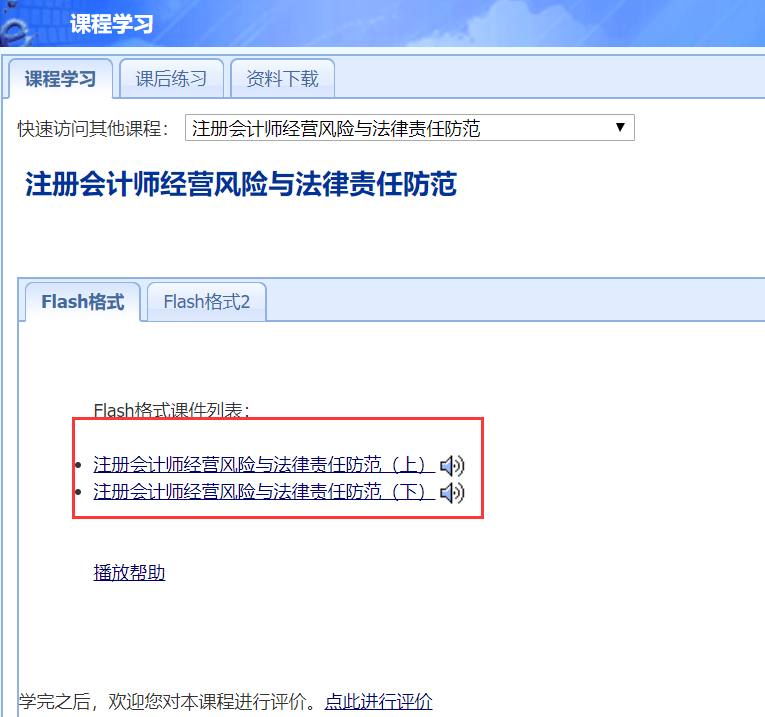 课程学习
课程学习 课后练习 资料下载
快速访问其他课程： 注册会计师经营风险与法律责任防范
注册会计师经营风险与法律责任防范
Flash格式 Flash格式2
Flash格式课件列表：
注册会计师经营风险与法律责任防范（上）
注册会计师经营风险与法律责任防范（下）
播放帮助
学完之后，欢迎您对本课程进行评价。点此进行评价